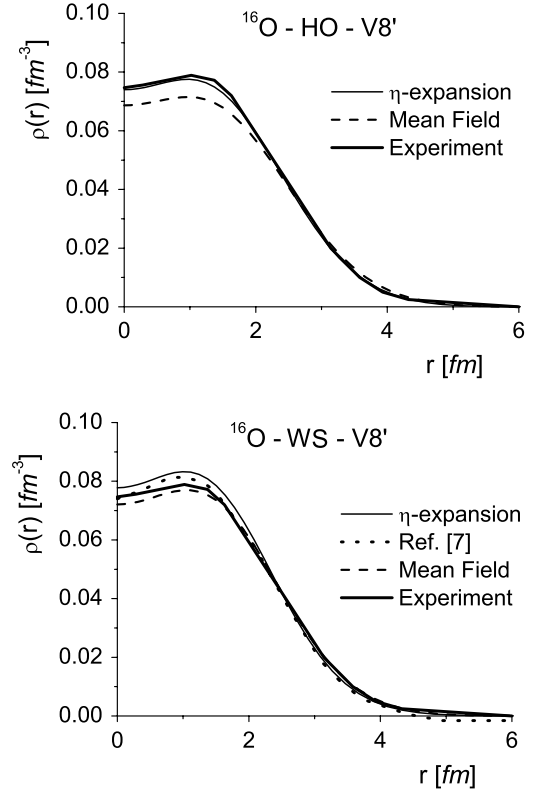 ¹⁶O - HO - V8'
ρ(r) [fm⁻³]
0.10
0.08
0.06
0.04
0.02
0.00
η-expansion
Mean Field
Experiment
0 2 4 6
r [fm]
¹⁶O - WS - V8'
ρ(r) [fm⁻³]
0.10
0.08
0.06
0.04
0.02
0.00
η-expansion
Ref. [7]
Mean Field
Experiment
0 2 4 6
r [fm]